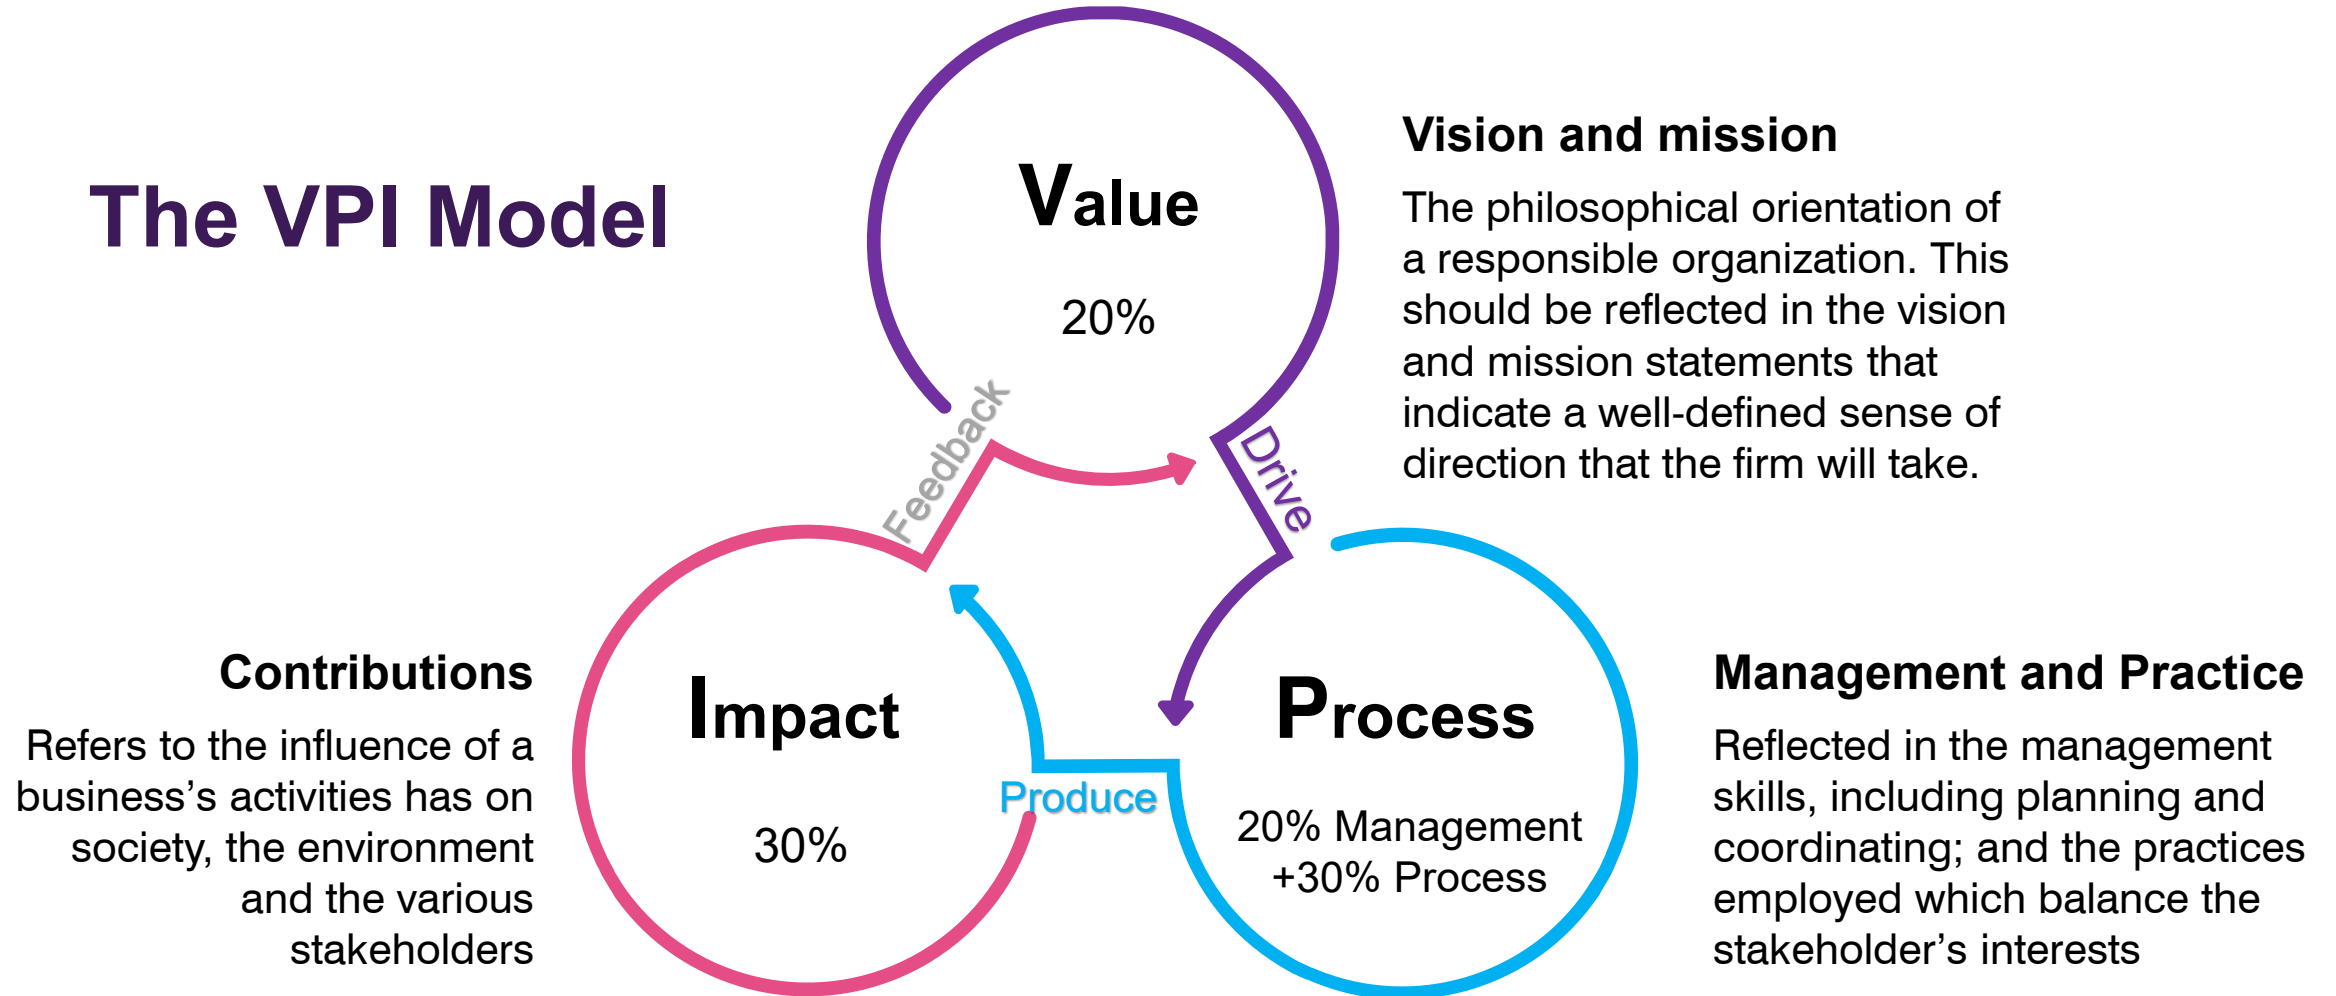 The VPI Model
Value
20%
Vision and mission
The philosophical orientation of
a responsible organization. This
should be reflected in the vision
and mission statements that
indicate a well-defined sense of
direction that the firm will take.
Feedback
Drive
Contributions
Refers to the influence of a
business’s activities has on
society, the environment
and the various
stakeholders
Impact
30%
Produce
Process
20% Management
+30% Process
Management and Practice
Reflected in the management
skills, including planning and
coordinating; and the practices
employed which balance the
stakeholder’s interests